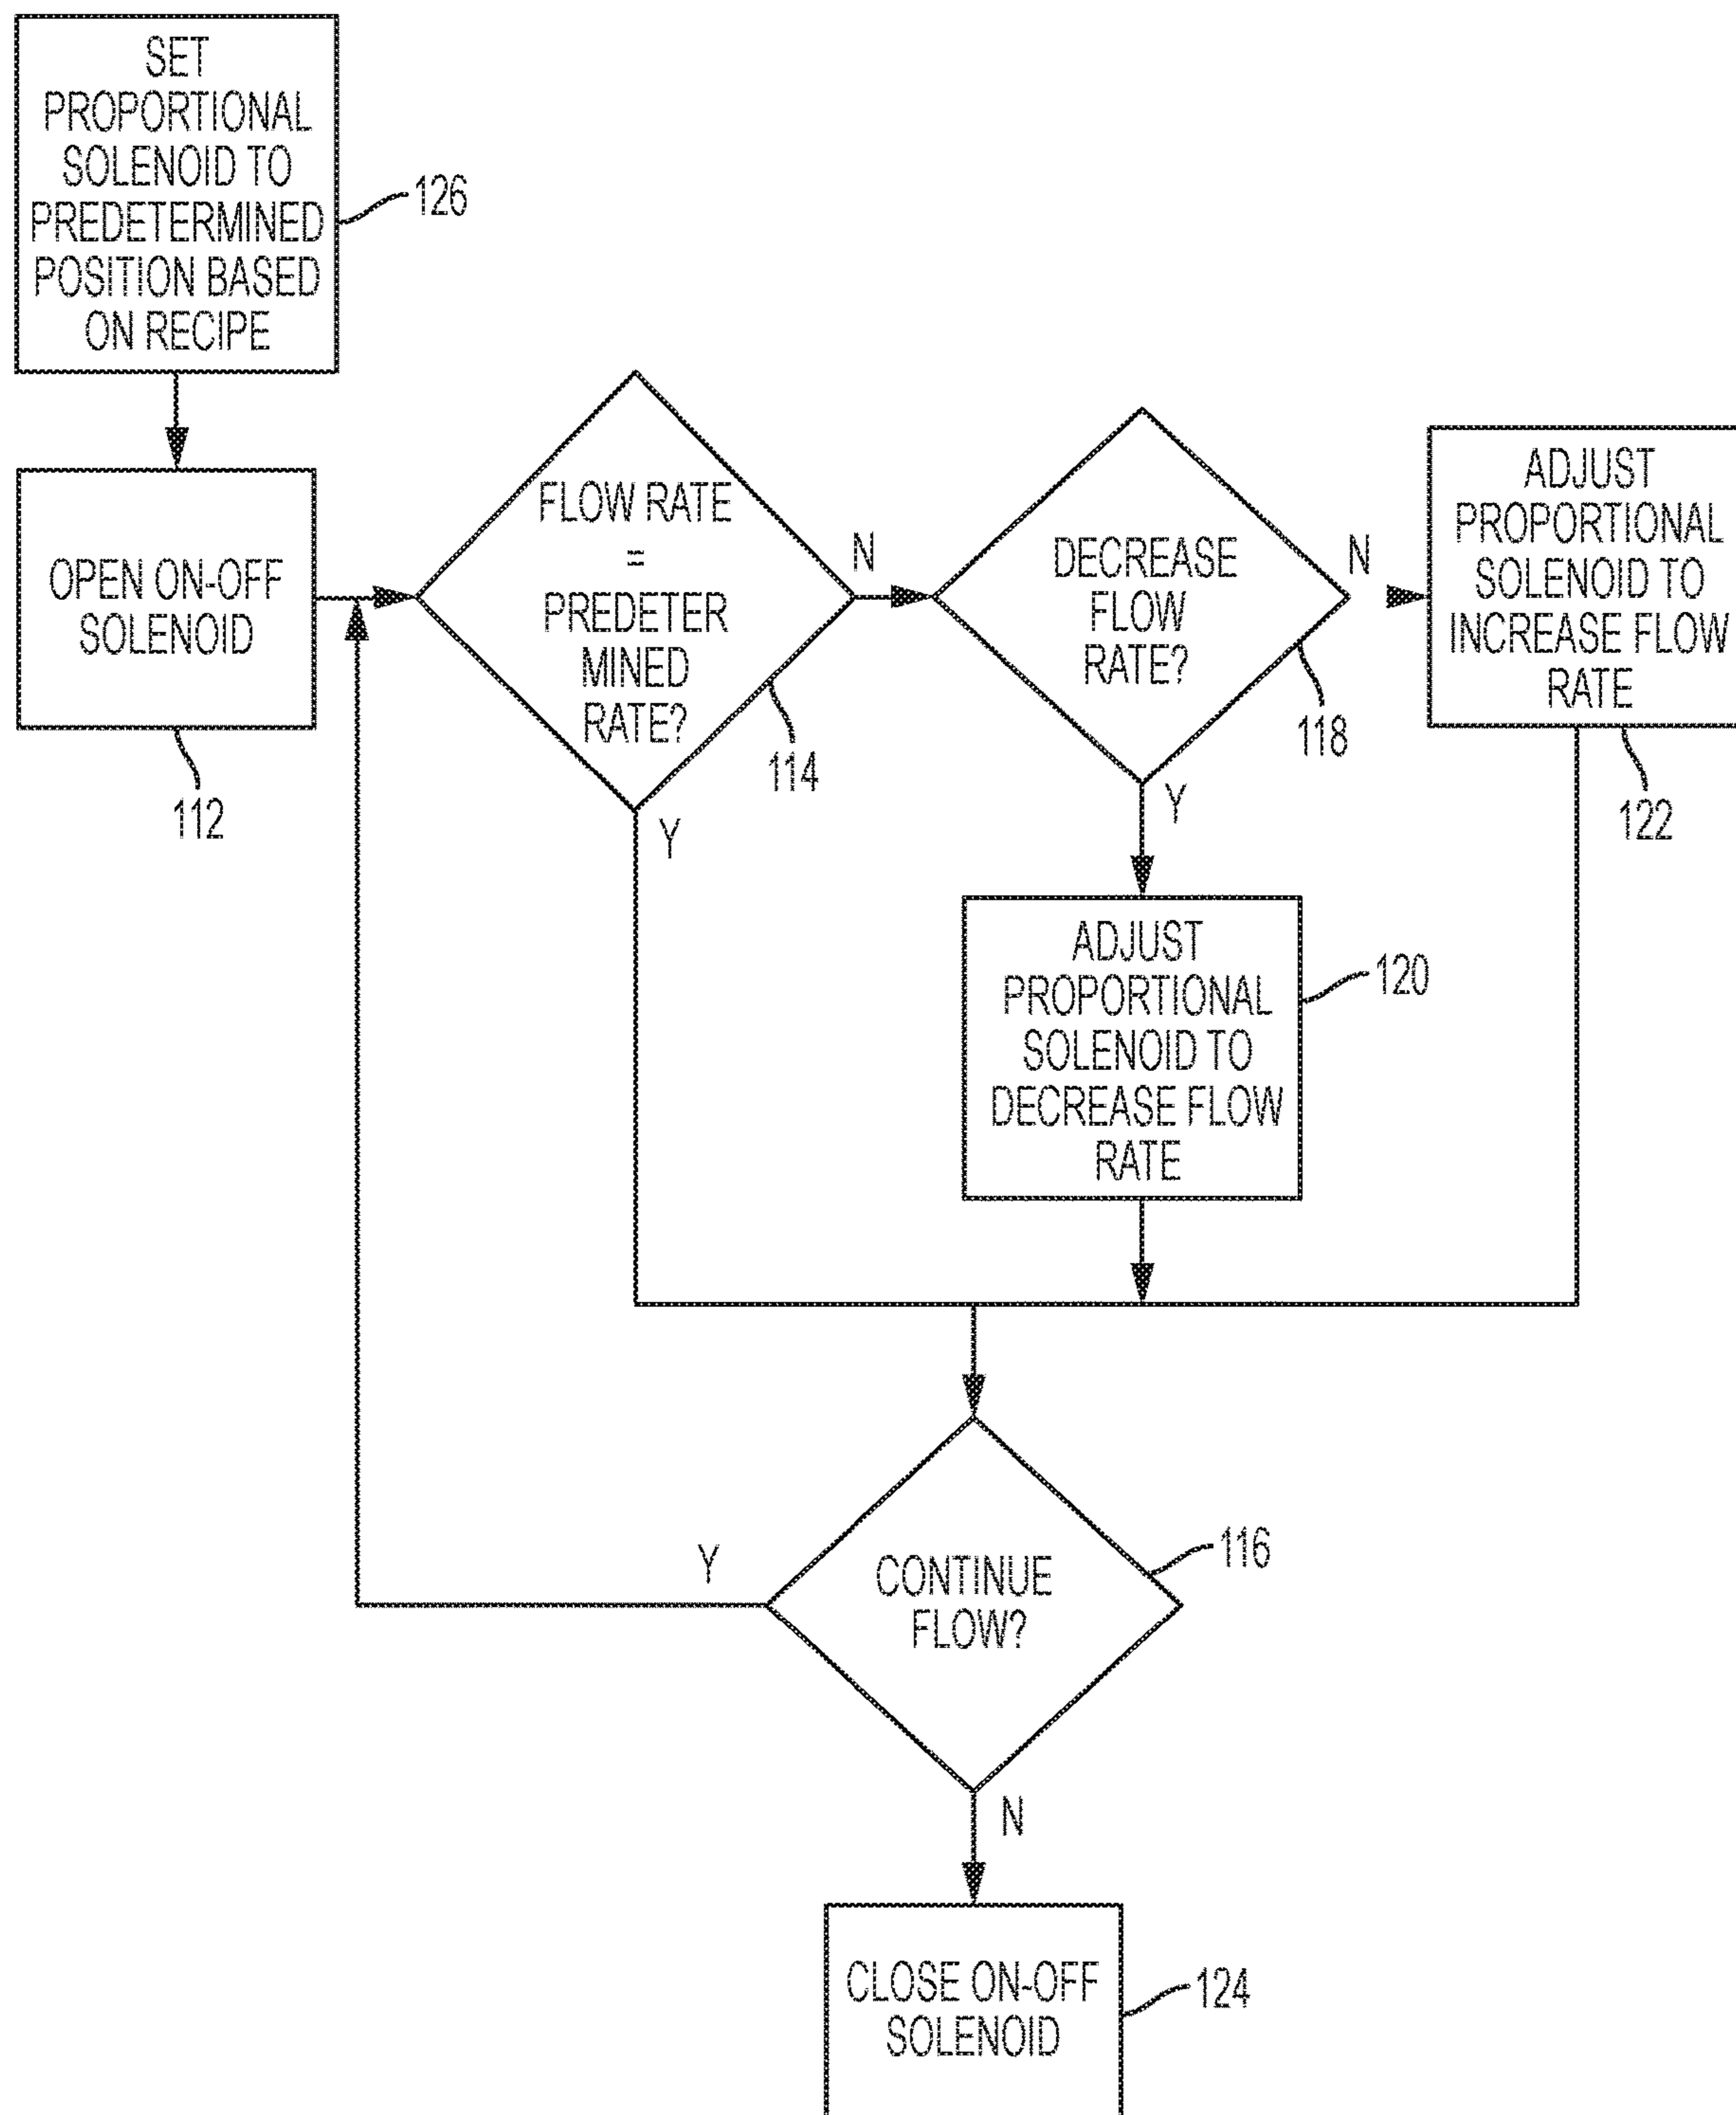 SET
PROPORTIONAL
SOLENOID TO
PREDETERMINED
POSITION BASED
ON RECIPE
126
OPEN ON-OFF
SOLENOID
112
FLOW RATE
=
PREDETER
MINED
RATE?
114
N
Y
DECREASE
FLOW
RATE?
118
N
Y
ADJUST
PROPORTIONAL
SOLENOID TO
INCREASE FLOW
RATE
122
ADJUST
PROPORTIONAL
SOLENOID TO
DECREASE FLOW
RATE
120
CONTINUE
FLOW?
116
Y
N
CLOSE ON-OFF
SOLENOID
124